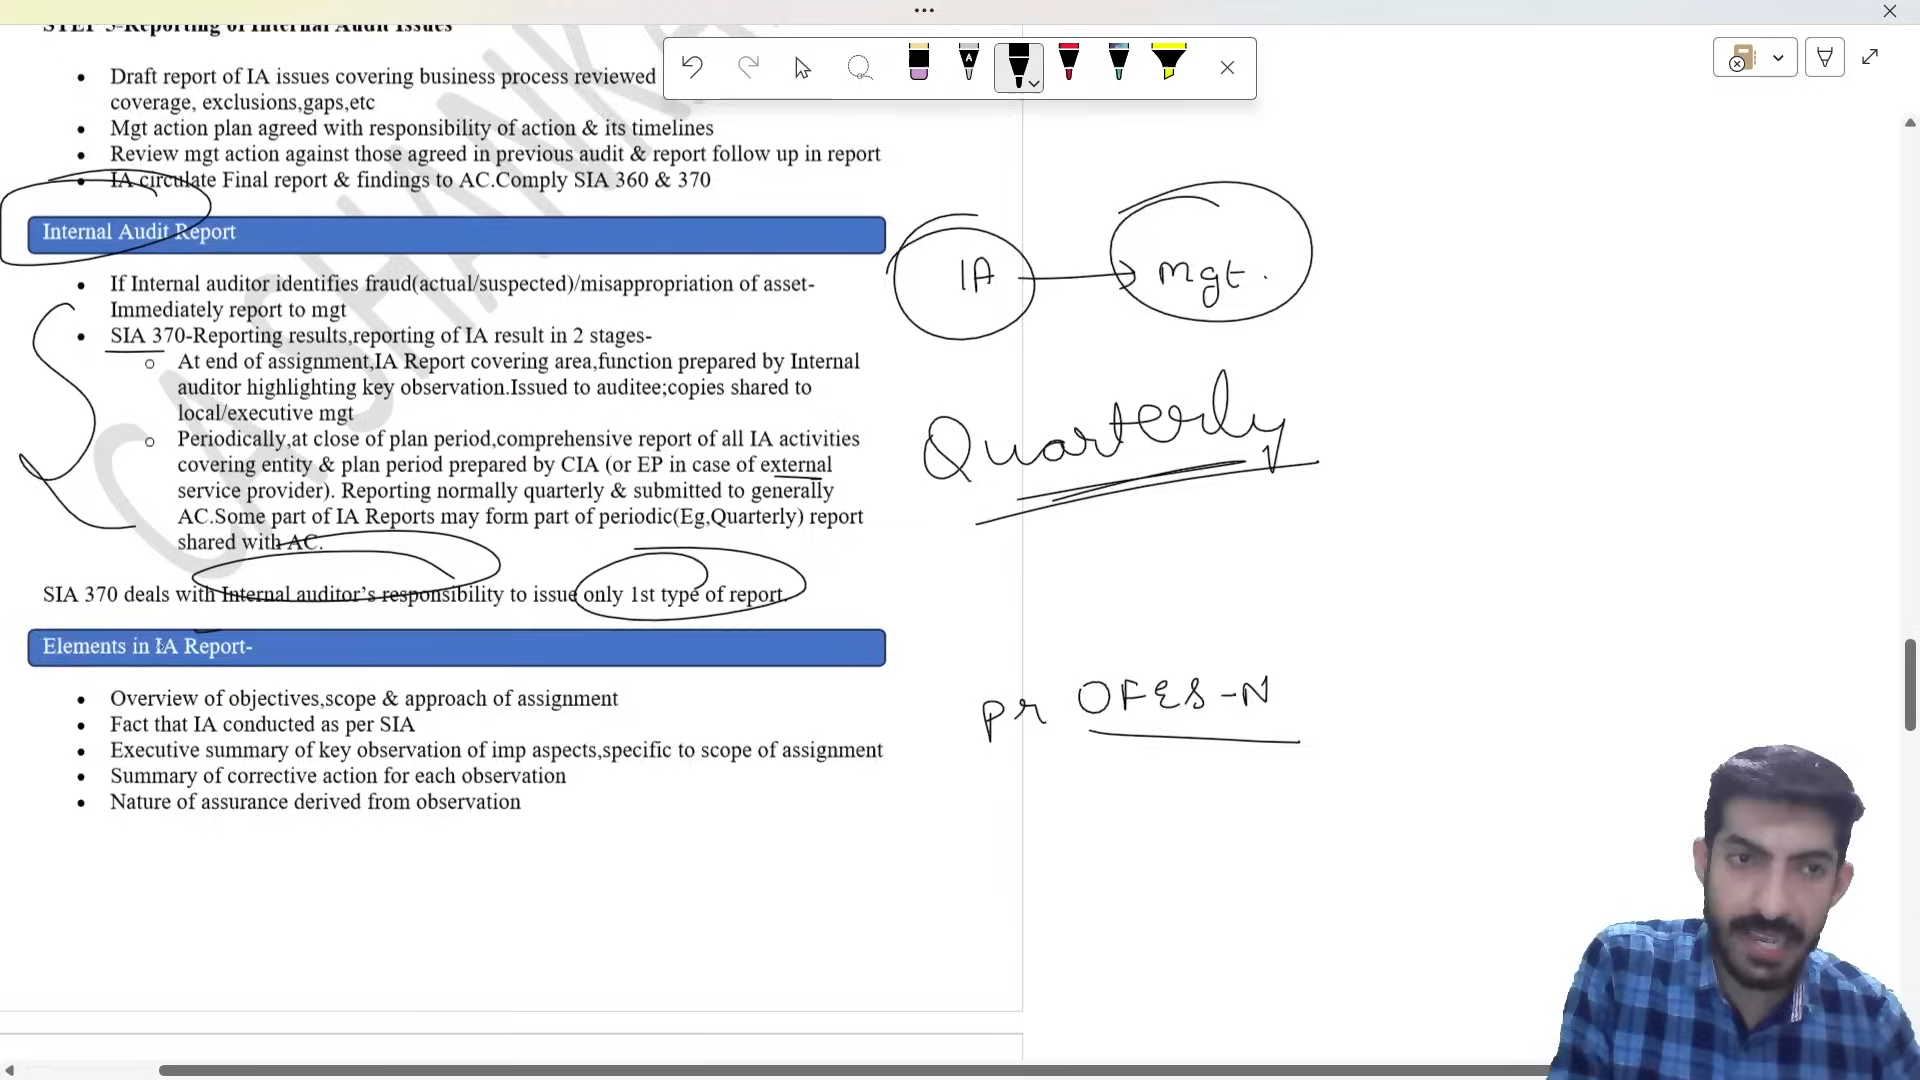 STEP 5-Reporting of Internal Audit Issues
• Draft report of IA issues covering business process reviewed
coverage, exclusions,gaps,etc
• Mgt action plan agreed with responsibility of action & its timelines
• Review mgt action against those agreed in previous audit & report follow up in report
• IA circulate Final report & findings to AC.Comply SIA 360 & 370
Internal Audit Report
• If Internal auditor identifies fraud(actual/suspected)/misappropriation of asset-
Immediately report to mgt
• SIA 370-Reporting results,reporting of IA result in 2 stages-
o At end of assignment,IA Report covering area,function prepared by Internal
auditor highlighting key observation.Issued to auditee;copies shared to
local/executive mgt
o Periodically,at close of plan period,comprehensive report of all IA activities
covering entity & plan period prepared by CIA (or EP in case of external
service provider). Reporting normally quarterly & submitted to generally
AC.Some part of IA Reports may form part of periodic(Eg,Quarterly) report
shared with AC.
SIA 370 deals with Internal auditor's responsibility to issue only 1st type of report.
Elements in IA Report-
• Overview of objectives,scope & approach of assignment
• Fact that IA conducted as per SIA
• Executive summary of key observation of imp aspects,specific to scope of assignment
• Summary of corrective action for each observation
• Nature of assurance derived from observation
IA → Mgt.
Quarterly
Pr OFES-N